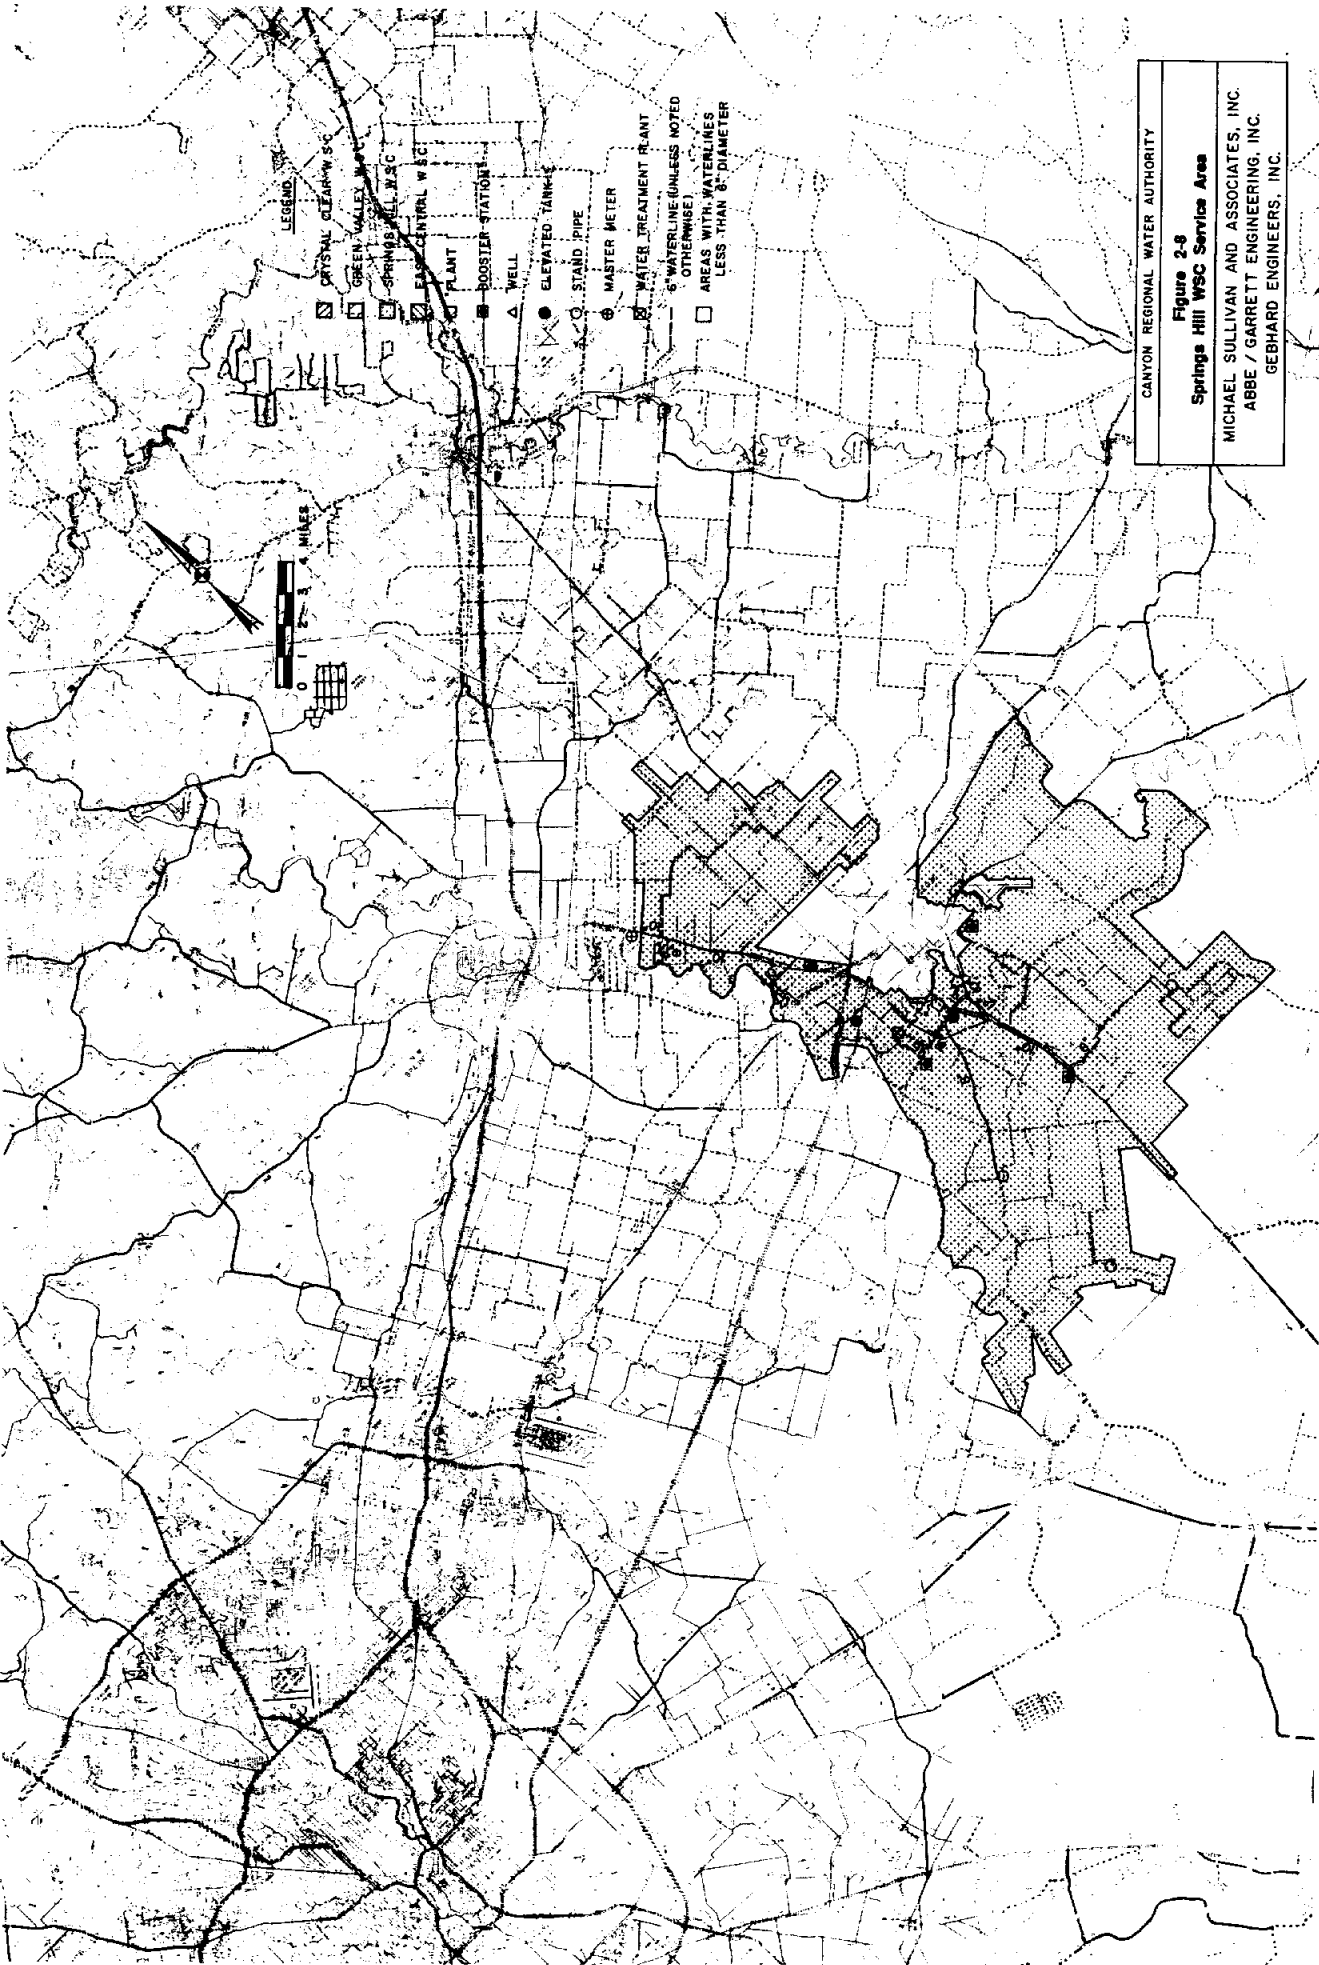 LEGEND
CRYSTAL CLEAR W S C
GREEN VALLEY W S C
SPRINGS HILL W S C
EAST CENTRAL W S C
PLANT
BOOSTER STATION
WELL
ELEVATED TANK
STAND PIPE
MASTER METER
WATER TREATMENT PLANT
6" WATERLINE (UNLESS NOTED
OTHERWISE)
AREAS WITH WATERLINES
LESS THAN 6" DIAMETER
0 1 2 3 4 MILES
CANYON REGIONAL WATER AUTHORITY
Figure 2-8
Springs Hill WSC Service Area
MICHAEL SULLIVAN AND ASSOCIATES, INC.
ABBE / GARRETT ENGINEERING, INC.
GEBHARD ENGINEERS, INC.